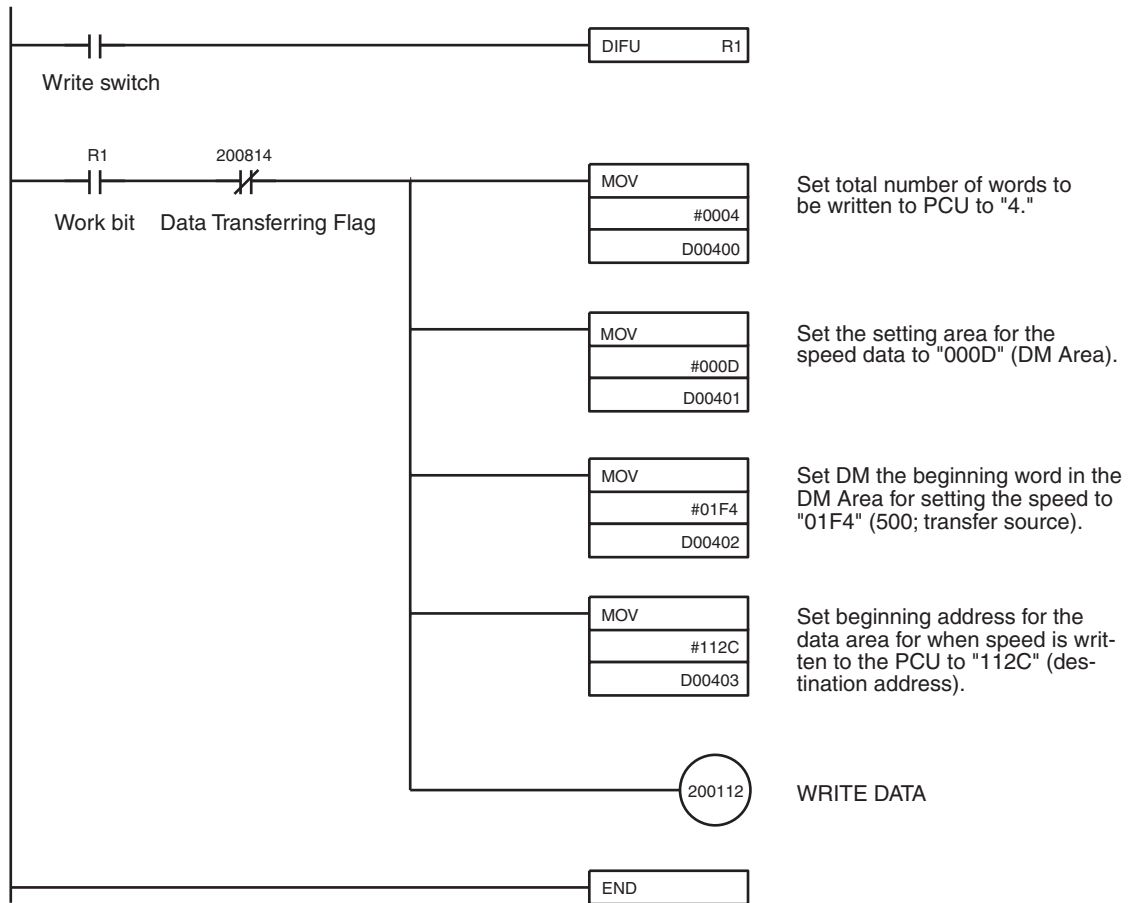 DIFU R1
Write switch
R1 200814
Work bit Data Transferring Flag
MOV
#0004
D00400
Set total number of words to
be written to PCU to "4."
MOV
#000D
D00401
Set the setting area for the
speed data to "000D" (DM Area).
MOV
#01F4
D00402
Set DM the beginning word in the
DM Area for setting the speed to
"01F4" (500; transfer source).
MOV
#112C
D00403
Set beginning address for the
data area for when speed is writ-
ten to the PCU to "112C" (des-
tination address).
200112
WRITE DATA
END